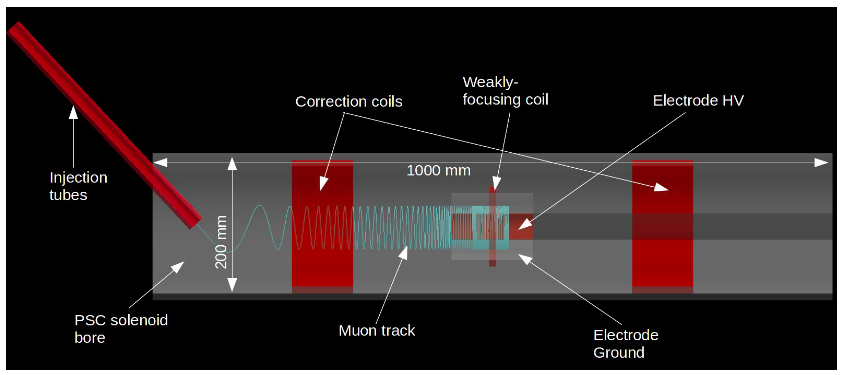 Weakly-
focusing coil
Correction coils
Electrode HV
1000 mm
Injection
tubes
200 mm
PSC solenoid
bore
Muon track
Electrode
Ground